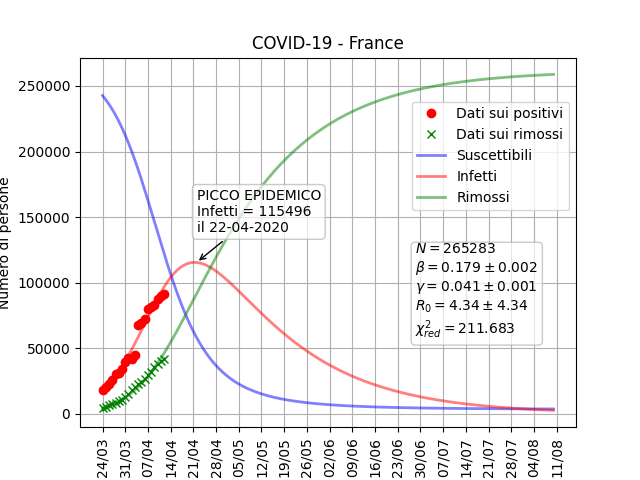 COVID-19 - France
Numero di persone
250000
200000
150000
100000
50000
0
Dati sui positivi
Dati sui rimossi
Suscettibili
Infetti
Rimossi
PICCO EPIDEMICO
Infetti = 115496
il 22-04-2020
N = 265283
β = 0.179 ± 0.002
γ = 0.041 ± 0.001
R₀ = 4.34 ± 4.34
χ²_red = 211.683
24/03 31/03 07/04 14/04 21/04 28/04 05/05 12/05 19/05 26/05 02/06 09/06 16/06 23/06 30/06 07/07 14/07 21/07 28/07 04/08 11/08